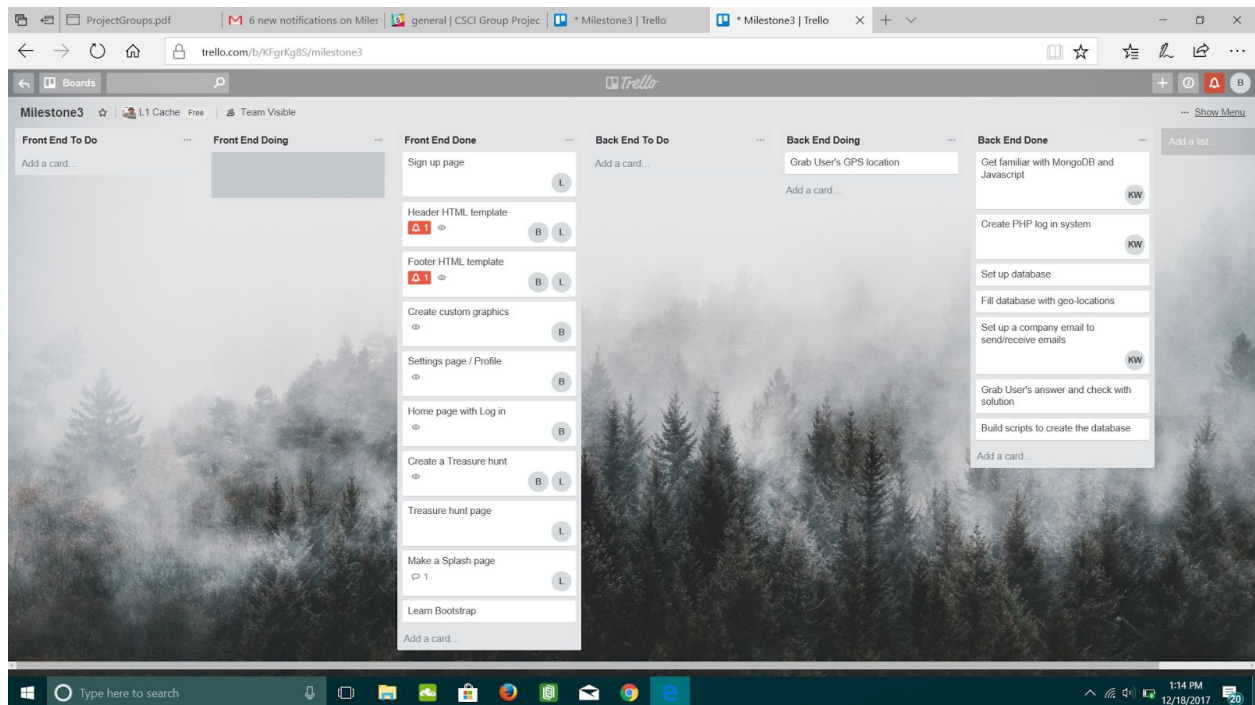 ProjectGroups.pdf
6 new notifications on Miles
general | CSCI Group Projec
* Milestone3 | Trello
* Milestone3 | Trello
trello.com/b/KFgrKg8S/milestone3
Boards
Trello
B
Milestone3
L1 Cache
Free
Team Visible
... Show Menu
Front End To Do
Add a card...
Front End Doing
Front End Done
Sign up page
L
Header HTML template
1
B L
Footer HTML template
1
B L
Create custom graphics
B
Settings page / Profile
B
Home page with Log in
B
Create a Treasure hunt
B L
Treasure hunt page
L
Make a Splash page
1
L
Learn Bootstrap
Add a card...
Back End To Do
Add a card...
Back End Doing
Grab User's GPS location
Add a card...
Back End Done
Get familiar with MongoDB and
Javascript
KW
Create PHP log in system
KW
Set up database
Fill database with geo-locations
Set up a company email to
send/receive emails
KW
Grab User's answer and check with
solution
Build scripts to create the database
Add a card...
Add a list...
Type here to search
1:14 PM
12/18/2017
20